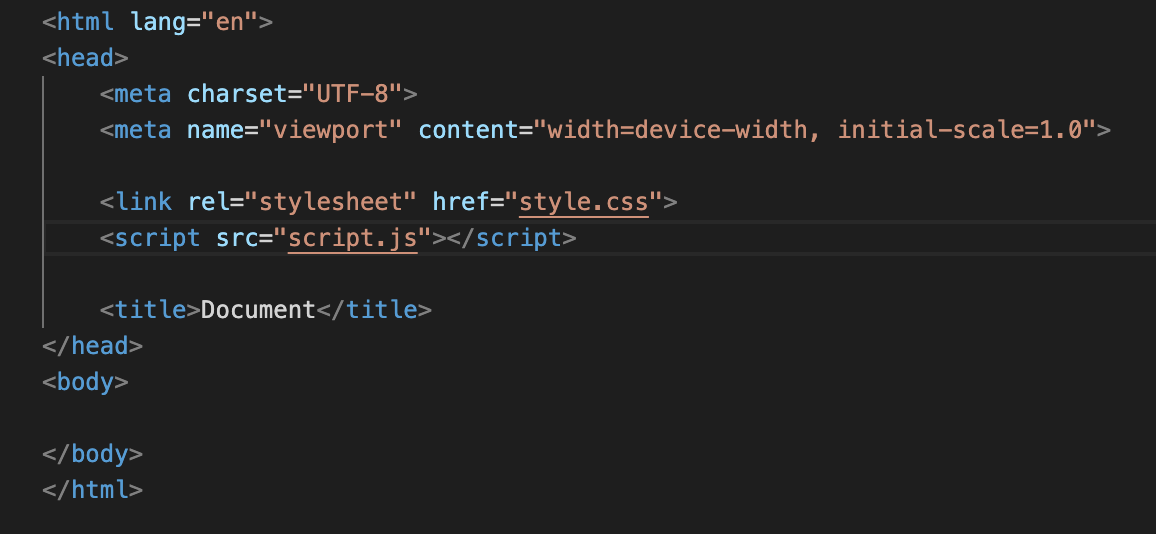 <html lang="en">
<head>
    <meta charset="UTF-8">
    <meta name="viewport" content="width=device-width, initial-scale=1.0">

    <link rel="stylesheet" href="style.css">
    <script src="script.js"></script>

    <title>Document</title>
</head>
<body>

</body>
</html>